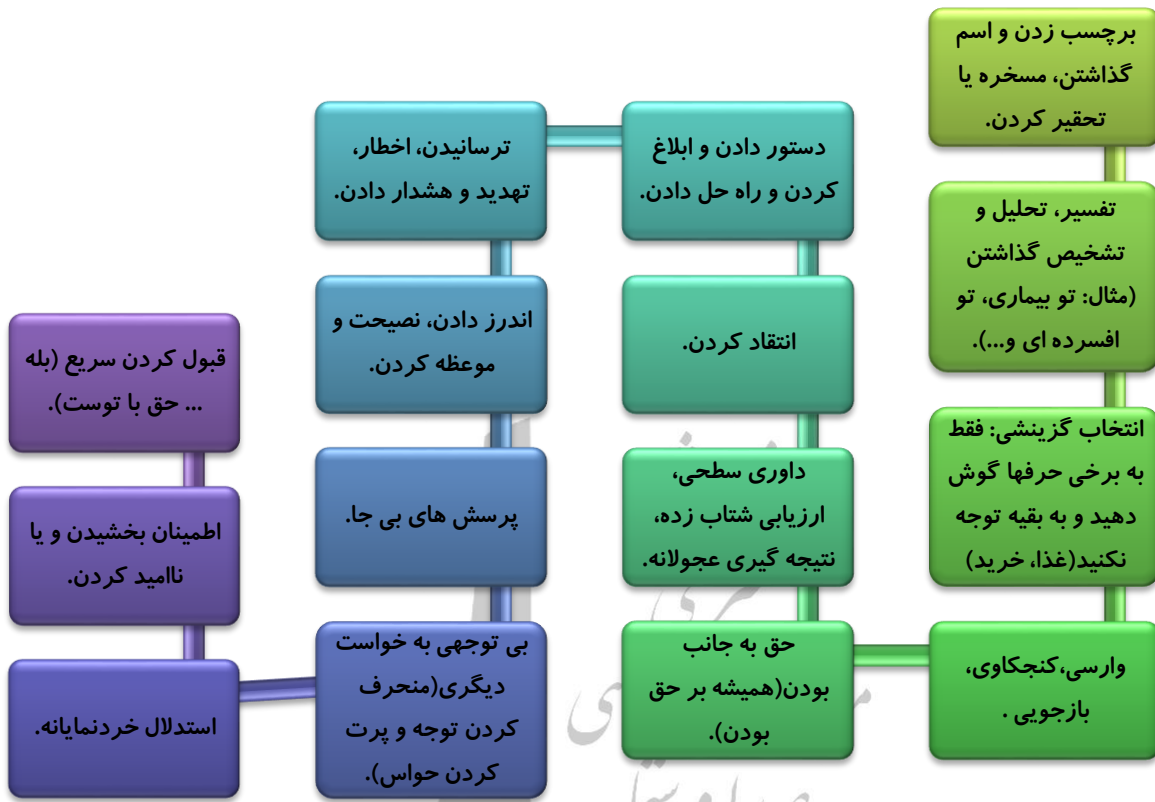 برچسب زدن و اسم
گذاشتن، مسخره یا
تحقیر کردن.
تفسیر، تحلیل و
تشخیص گذاشتن
(مثال: تو بیماری، تو
افسرده ای و...).
انتخاب گزینشی: فقط
به برخی حرفها گوش
دهید و به بقیه توجه
نکنید(غذا، خرید)
وارسی،کنجکاوی،
بازجویی .
حق به جانب
بودن(همیشه بر حق
بودن).
داوری سطحی،
ارزیابی شتاب زده،
نتیجه گیری عجولانه.
انتقاد کردن.
دستور دادن و ابلاغ
کردن و راه حل دادن.
ترسانیدن، اخطار،
تهدید و هشدار دادن.
اندرز دادن، نصیحت و
موعظه کردن.
پرسش های بی جا.
بی توجهی به خواست
دیگری(منحرف
کردن توجه و پرت
کردن حواس).
استدلال خردنمایانه.
اطمینان بخشیدن و یا
ناامید کردن.
قبول کردن سریع (بله
... حق با توست).